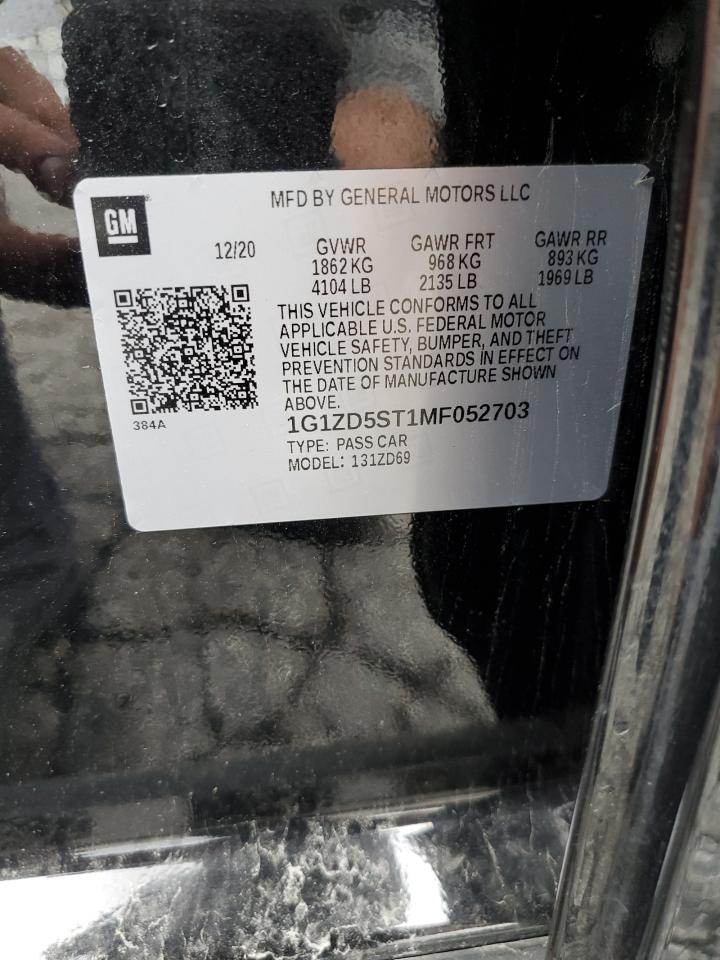 MFD BY GENERAL MOTORS LLC
GM
12/20
GVWR GAWR FRT GAWR RR
1862 KG 968 KG 893 KG
4104 LB 2135 LB 1969 LB
THIS VEHICLE CONFORMS TO ALL
APPLICABLE U.S. FEDERAL MOTOR
VEHICLE SAFETY, BUMPER, AND THEFT
PREVENTION STANDARDS IN EFFECT ON
THE DATE OF MANUFACTURE SHOWN
ABOVE.
384A
1G1ZD5ST1MF052703
TYPE: PASS CAR
MODEL: 131ZD69